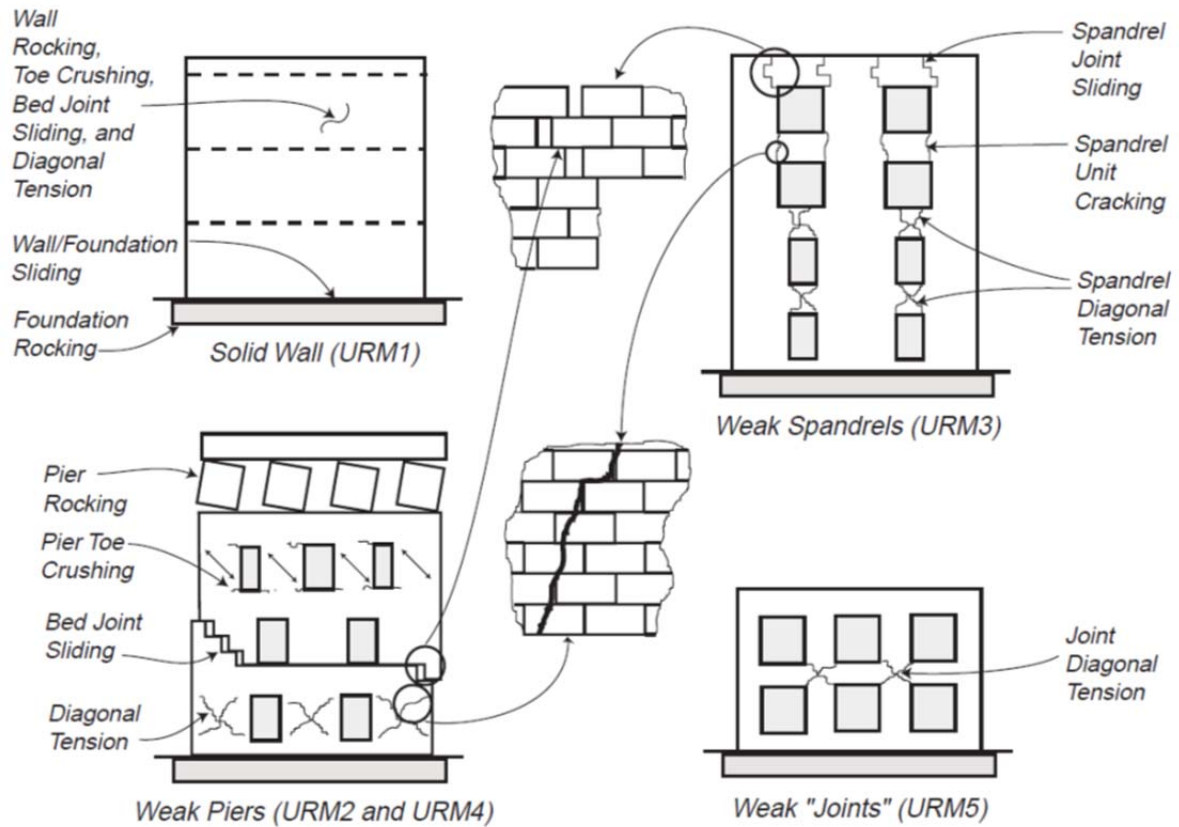 Wall
Rocking,
Toe Crushing,
Bed Joint
Sliding, and
Diagonal
Tension
Wall/Foundation
Sliding
Foundation
Rocking
Solid Wall (URM1)
Spandrel
Joint
Sliding
Spandrel
Unit
Cracking
Spandrel
Diagonal
Tension
Weak Spandrels (URM3)
Pier
Rocking
Pier Toe
Crushing
Bed Joint
Sliding
Diagonal
Tension
Weak Piers (URM2 and URM4)
Joint
Diagonal
Tension
Weak "Joints" (URM5)